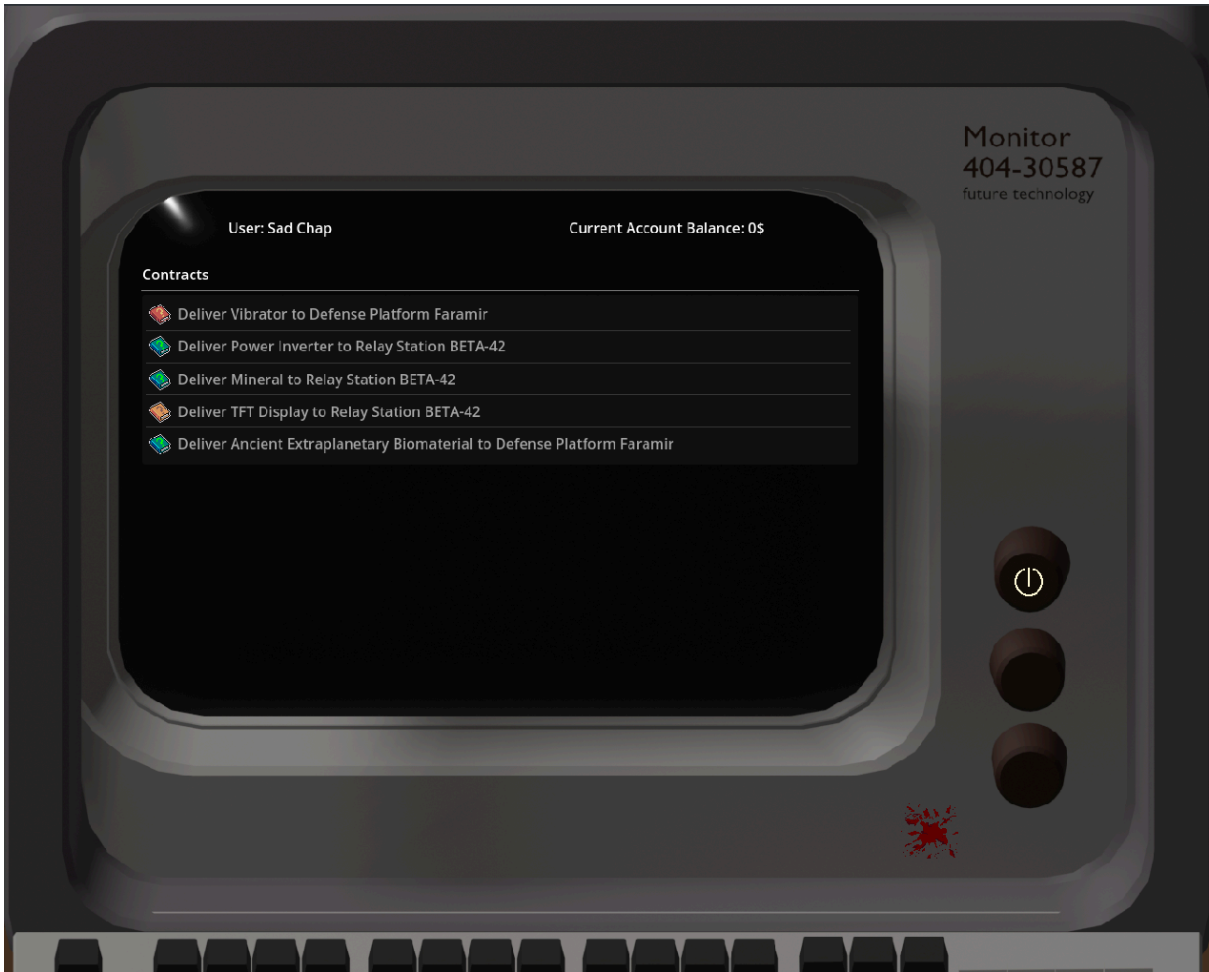 Monitor
404-30587
future technology
User: Sad Chap
Current Account Balance: 0$
Contracts
Deliver Vibrator to Defense Platform Faramir
Deliver Power Inverter to Relay Station BETA-42
Deliver Mineral to Relay Station BETA-42
Deliver TFT Display to Relay Station BETA-42
Deliver Ancient Extraplanetary Biomaterial to Defense Platform Faramir